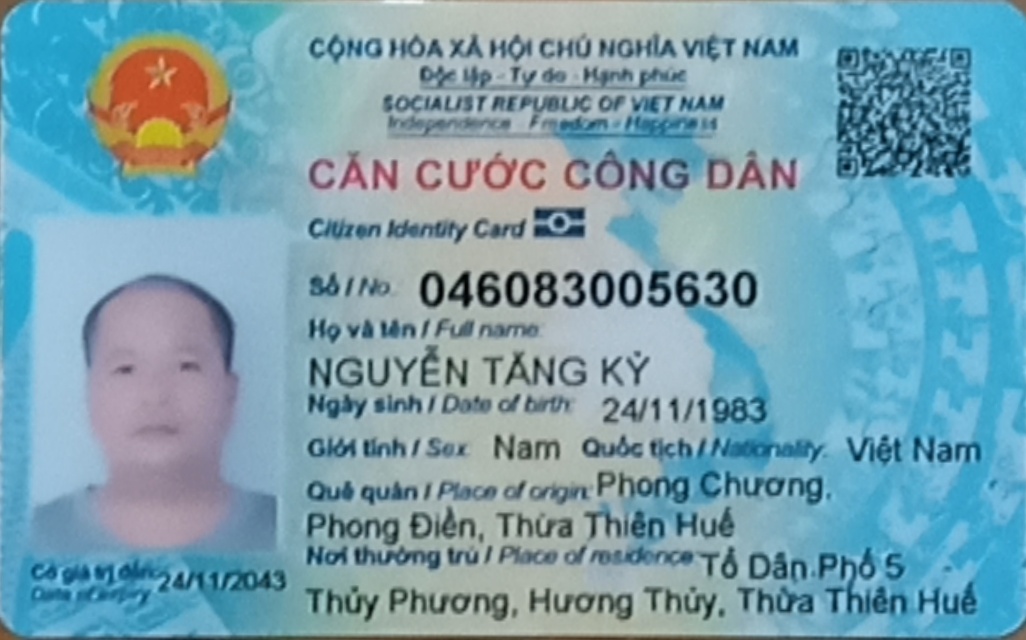 CỘNG HÒA XÃ HỘI CHỦ NGHĨA VIỆT NAM
Độc lập - Tự do - Hạnh phúc
SOCIALIST REPUBLIC OF VIET NAM
Independence - Freedom - Happiness
CĂN CƯỚC CÔNG DÂN
Citizen Identity Card
Số / No. 046083005630
Họ và tên / Full name:
NGUYỄN TĂNG KỲ
Ngày sinh / Date of birth: 24/11/1983
Giới tính / Sex: Nam Quốc tịch / Nationality: Việt Nam
Quê quán / Place of origin: Phong Chương,
Phong Điền, Thừa Thiên Huế
Nơi thường trú / Place of residence: Tổ Dân Phố 5
Thủy Phương, Hương Thủy, Thừa Thiên Huế
Có giá trị đến: 24/11/2043
Date of expiry